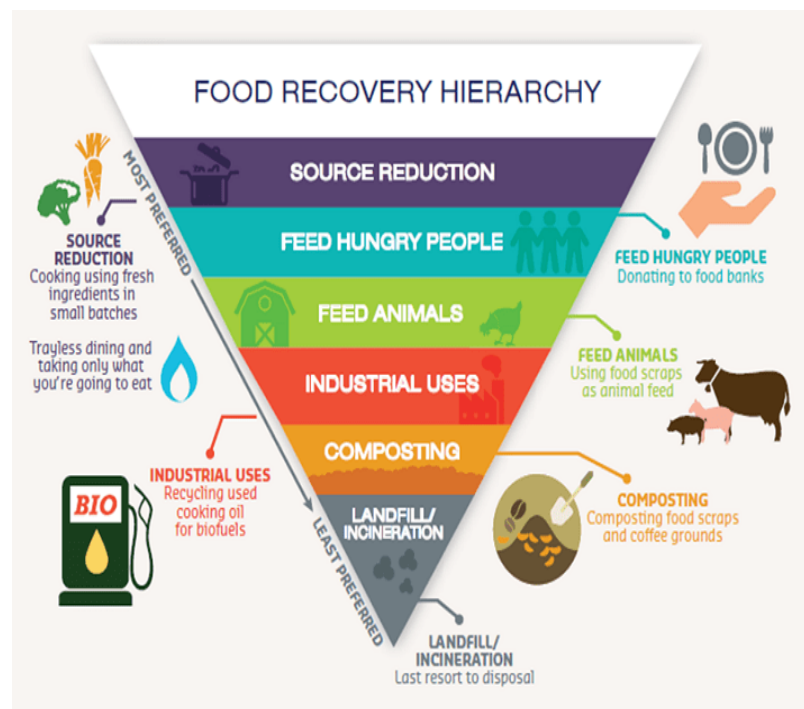 FOOD RECOVERY HIERARCHY
MOST PREFERRED
SOURCE REDUCTION
FEED HUNGRY PEOPLE
FEED ANIMALS
INDUSTRIAL USES
COMPOSTING
LANDFILL/
INCINERATION
LEAST PREFERRED
SOURCE
REDUCTION
Cooking using fresh
ingredients in
small batches
Trayless dining and
taking only what
you're going to eat
FEED HUNGRY PEOPLE
Donating to food banks
FEED ANIMALS
Using food scraps
as animal feed
INDUSTRIAL USES
Recycling used
cooking oil
for biofuels
BIO
COMPOSTING
Composting food scraps
and coffee grounds
LANDFILL/
INCINERATION
Last resort to disposal